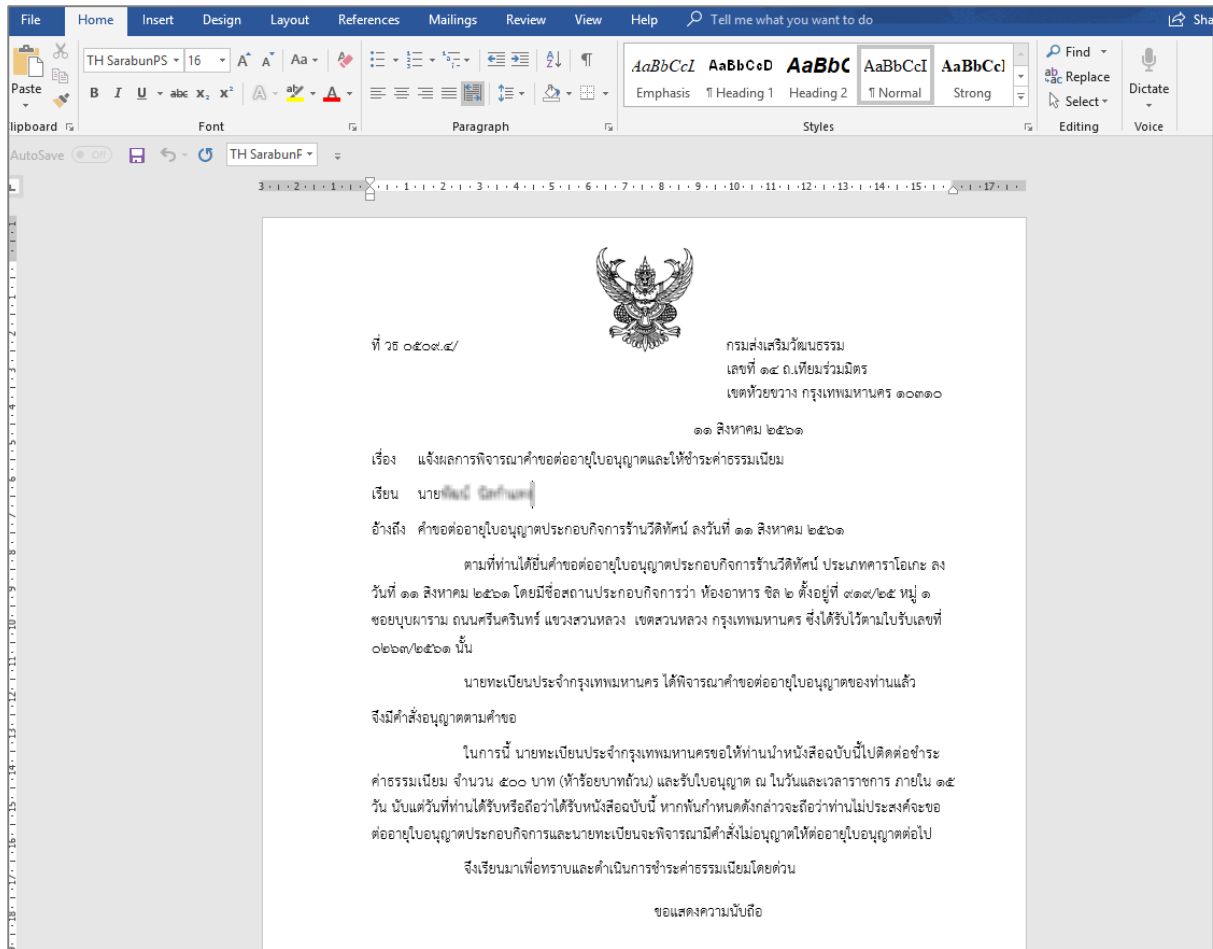 File Home Insert Design Layout References Mailings Review View Help Tell me what you want to do Sha
TH SarabunPS 16 A A Aa AaBbCcI AaBbCcD AaBbC AaBbCcI AaBbCcl Find
Paste B I U abc X₂ X² A ab A Emphasis ¶ Heading 1 Heading 2 ¶ Normal Strong Replace Dictate
Select
lipboard Font Paragraph Styles Editing Voice
AutoSave Off TH SarabunF
3 2 1 1 2 3 4 5 6 7 8 9 10 11 12 13 14 15 17
ที่ วธ ๐๕๐๙.๔/ กรมส่งเสริมวัฒนธรรม
เลขที่ ๑๔ ถ.เทียมร่วมมิตร
เขตห้วยขวาง กรุงเทพมหานคร ๑๐๓๑๐
๑๑ สิงหาคม ๒๕๖๑
เรื่อง แจ้งผลการพิจารณาคำขอต่ออายุใบอนุญาตและให้ชำระค่าธรรมเนียม
เรียน นาย
อ้างถึง คำขอต่ออายุใบอนุญาตประกอบกิจการร้านวีดิทัศน์ ลงวันที่ ๑๑ สิงหาคม ๒๕๖๑
ตามที่ท่านได้ยื่นคำขอต่ออายุใบอนุญาตประกอบกิจการร้านวีดิทัศน์ ประเภทคาราโอเกะ ลง
วันที่ ๑๑ สิงหาคม ๒๕๖๑ โดยมีชื่อสถานประกอบกิจการว่า ห้องอาหาร ชิล ๒ ตั้งอยู่ที่ ๙๑๙/๒๕ หมู่ ๑
ซอยบุบผาราม ถนนศรีนครินทร์ แขวงสวนหลวง เขตสวนหลวง กรุงเทพมหานคร ซึ่งได้รับไว้ตามใบรับเลขที่
๐๒๖๓/๒๕๖๑ นั้น
นายทะเบียนประจำกรุงเทพมหานคร ได้พิจารณาคำขอต่ออายุใบอนุญาตของท่านแล้ว
จึงมีคำสั่งอนุญาตตามคำขอ
ในการนี้ นายทะเบียนประจำกรุงเทพมหานครขอให้ท่านนำหนังสือฉบับนี้ไปติดต่อชำระ
ค่าธรรมเนียม จำนวน ๕๐๐ บาท (ห้าร้อยบาทถ้วน) และรับใบอนุญาต ณ ในวันและเวลาราชการ ภายใน ๑๕
วัน นับแต่วันที่ท่านได้รับหรือถือว่าได้รับหนังสือฉบับนี้ หากพ้นกำหนดดังกล่าวจะถือว่าท่านไม่ประสงค์จะขอ
ต่ออายุใบอนุญาตประกอบกิจการและนายทะเบียนจะพิจารณามีคำสั่งไม่อนุญาตให้ต่ออายุใบอนุญาตต่อไป
จึงเรียนมาเพื่อทราบและดำเนินการชำระค่าธรรมเนียมโดยด่วน
ขอแสดงความนับถือ